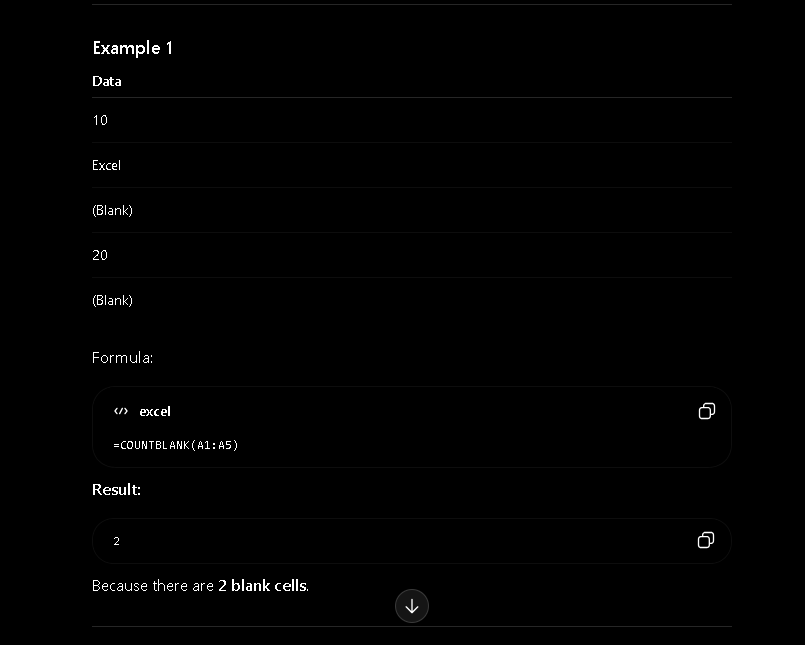 Example 1
Data
10
Excel
(Blank)
20
(Blank)
Formula:
excel
=COUNTBLANK(A1:A5)
Result:
2
Because there are 2 blank cells.